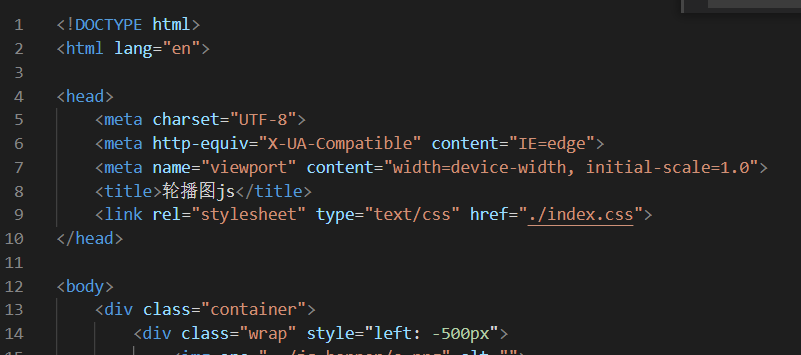 1 <!DOCTYPE html>
2 <html lang="en">
3
4 <head>
5 <meta charset="UTF-8">
6 <meta http-equiv="X-UA-Compatible" content="IE=edge">
7 <meta name="viewport" content="width=device-width, initial-scale=1.0">
8 <title>轮播图js</title>
9 <link rel="stylesheet" type="text/css" href="./index.css">
10 </head>
11
12 <body>
13 <div class="container">
14 <div class="wrap" style="left: -500px">